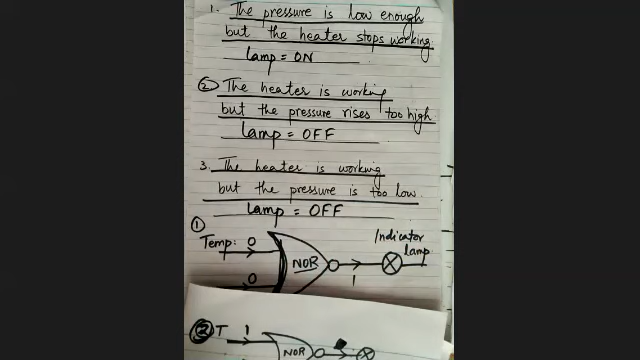 1. The pressure is low enough
but the heater stops working
lamp = ON
② The heater is working
but the pressure rises too high
lamp = OFF
3. The heater is working
but the pressure is too low
lamp = OFF
①
Temp: 0
Indicator
lamp
NOR
0
1
② T 1
NOR